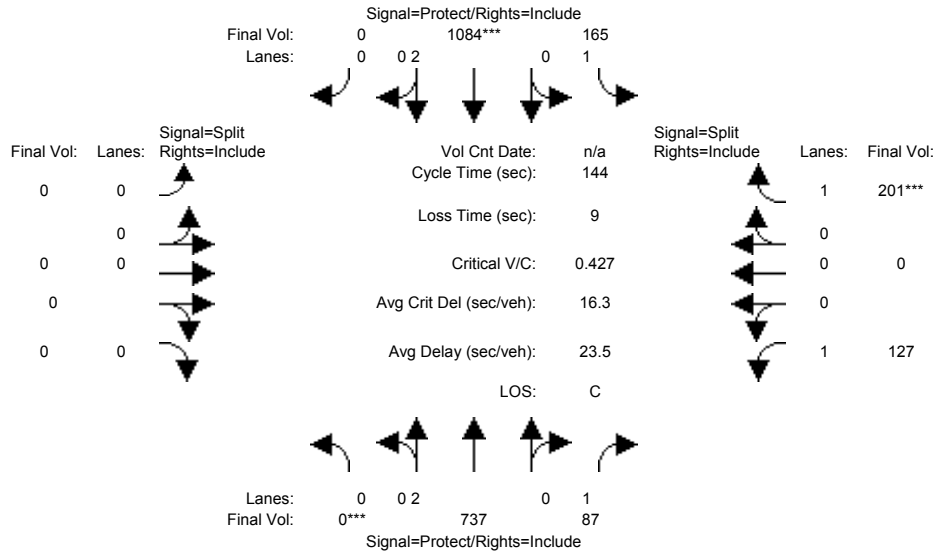 Signal=Protect/Rights=Include
Final Vol: 0 1084*** 165
Lanes: 0 0 2 0 1
Signal=Split Signal=Split
Final Vol: Lanes: Rights=Include Vol Cnt Date: n/a Rights=Include Lanes: Final Vol:
Cycle Time (sec): 144
0 0 1 201***
Loss Time (sec): 9
0 0
0 0 Critical V/C: 0.427 0 0
0 Avg Crit Del (sec/veh): 16.3 0
0 0 Avg Delay (sec/veh): 23.5 1 127
LOS: C
Lanes: 0 0 2 0 1
Final Vol: 0*** 737 87
Signal=Protect/Rights=Include